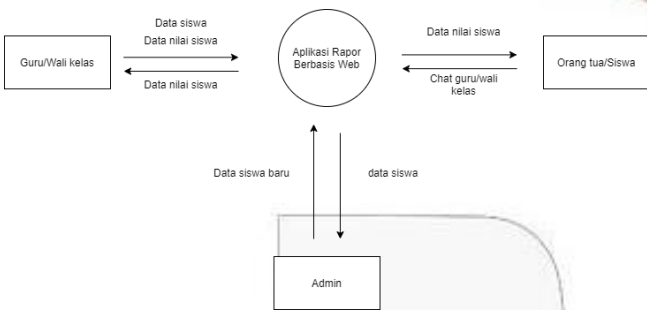 Data siswa
Data nilai siswa
Guru/Wali kelas
Data nilai siswa
Aplikasi Rapor
Berbasis Web
Data nilai siswa
Chat guru/wali
kelas
Orang tua/Siswa
Data siswa baru
data siswa
Admin